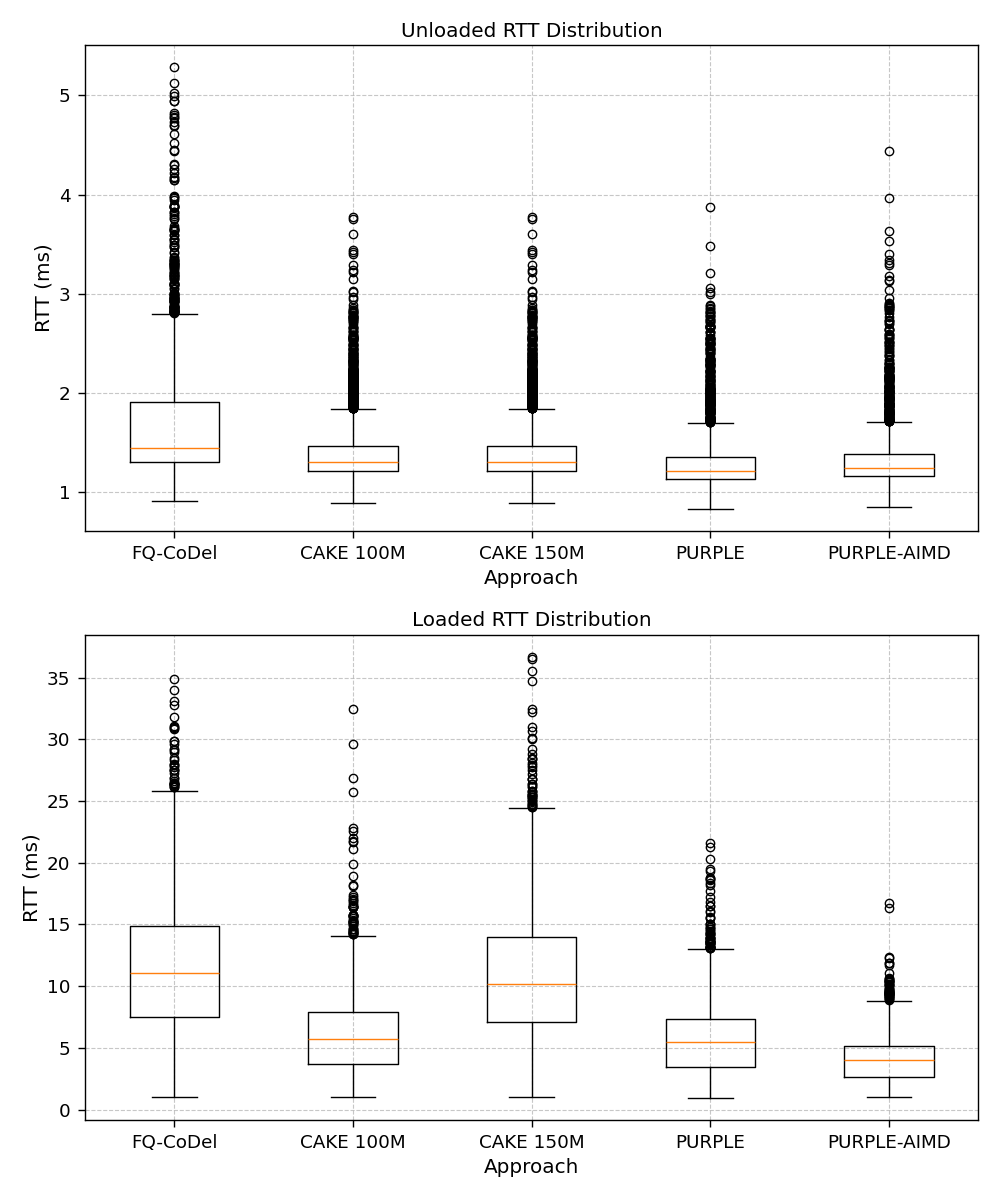 Unloaded RTT Distribution
5
4
3
2
1
RTT (ms)
FQ-CoDel CAKE 100M CAKE 150M PURPLE PURPLE-AIMD
Approach
Loaded RTT Distribution
35
30
25
20
15
10
5
0
RTT (ms)
FQ-CoDel CAKE 100M CAKE 150M PURPLE PURPLE-AIMD
Approach